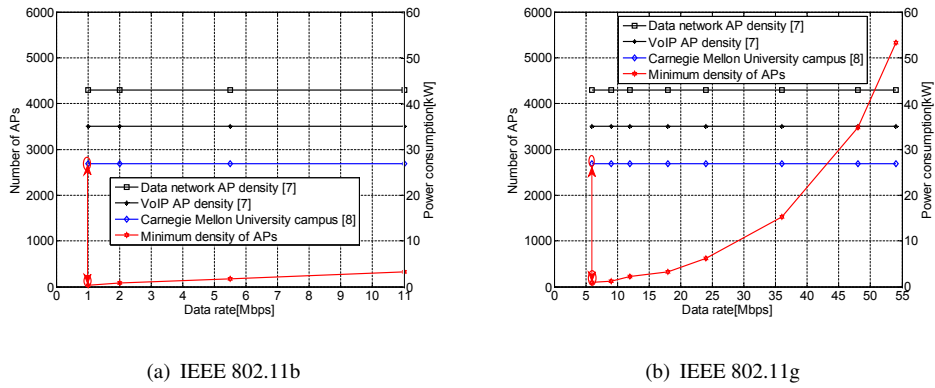 6000
5000
4000
3000
2000
1000
0
Number of APs
60
50
40
30
20
10
0
Power consumption[kW]
Data network AP density [7]
VoIP AP density [7]
Carnegie Mellon University campus [8]
Minimum density of APs
0 1 2 3 4 5 6 7 8 9 10 11
Data rate[Mbps]
(a) IEEE 802.11b
6000
5000
4000
3000
2000
1000
0
Number of APs
60
50
40
30
20
10
0
Power consumption[kW]
Data network AP density [7]
VoIP AP density [7]
Carnegie Mellon University campus [8]
Minimum density of APs
0 5 10 15 20 25 30 35 40 45 50 55
Data rate[Mbps]
(b) IEEE 802.11g